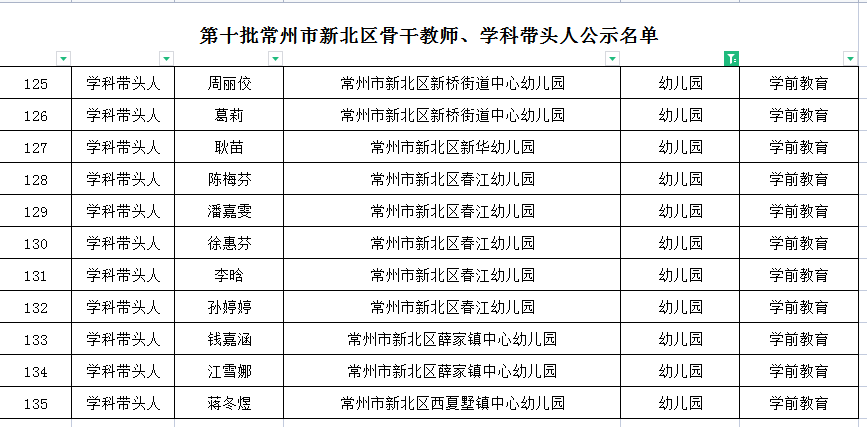 第十批常州市新北区骨干教师、学科带头人公示名单
125 学科带头人 周丽佼 常州市新北区新桥街道中心幼儿园 幼儿园 学前教育
126 学科带头人 葛莉 常州市新北区新桥街道中心幼儿园 幼儿园 学前教育
127 学科带头人 耿苗 常州市新北区新华幼儿园 幼儿园 学前教育
128 学科带头人 陈梅芬 常州市新北区春江幼儿园 幼儿园 学前教育
129 学科带头人 潘嘉雯 常州市新北区春江幼儿园 幼儿园 学前教育
130 学科带头人 徐惠芬 常州市新北区春江幼儿园 幼儿园 学前教育
131 学科带头人 李晗 常州市新北区春江幼儿园 幼儿园 学前教育
132 学科带头人 孙婷婷 常州市新北区春江幼儿园 幼儿园 学前教育
133 学科带头人 钱嘉涵 常州市新北区薛家镇中心幼儿园 幼儿园 学前教育
134 学科带头人 江雪娜 常州市新北区薛家镇中心幼儿园 幼儿园 学前教育
135 学科带头人 蒋冬煜 常州市新北区西夏墅镇中心幼儿园 幼儿园 学前教育